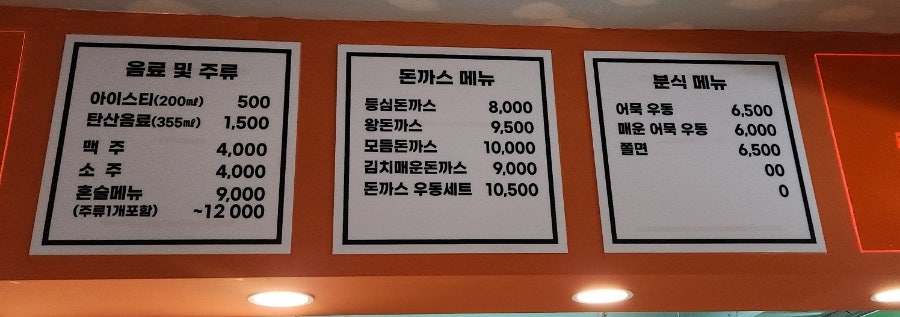 음료 및 주류
아이스티(200㎖) 500
탄산음료(355㎖) 1,500
맥 주 4,000
소 주 4,000
혼술메뉴 9,000
(주류1개포함) ~12 000
돈까스 메뉴
등심돈까스 8,000
왕돈까스 9,500
모듬돈까스 10,000
김치매운돈까스 9,000
돈까스 우동세트 10,500
분식 메뉴
어묵 우동 6,500
매운 어묵 우동 6,000
쫄면 6,500
00
0